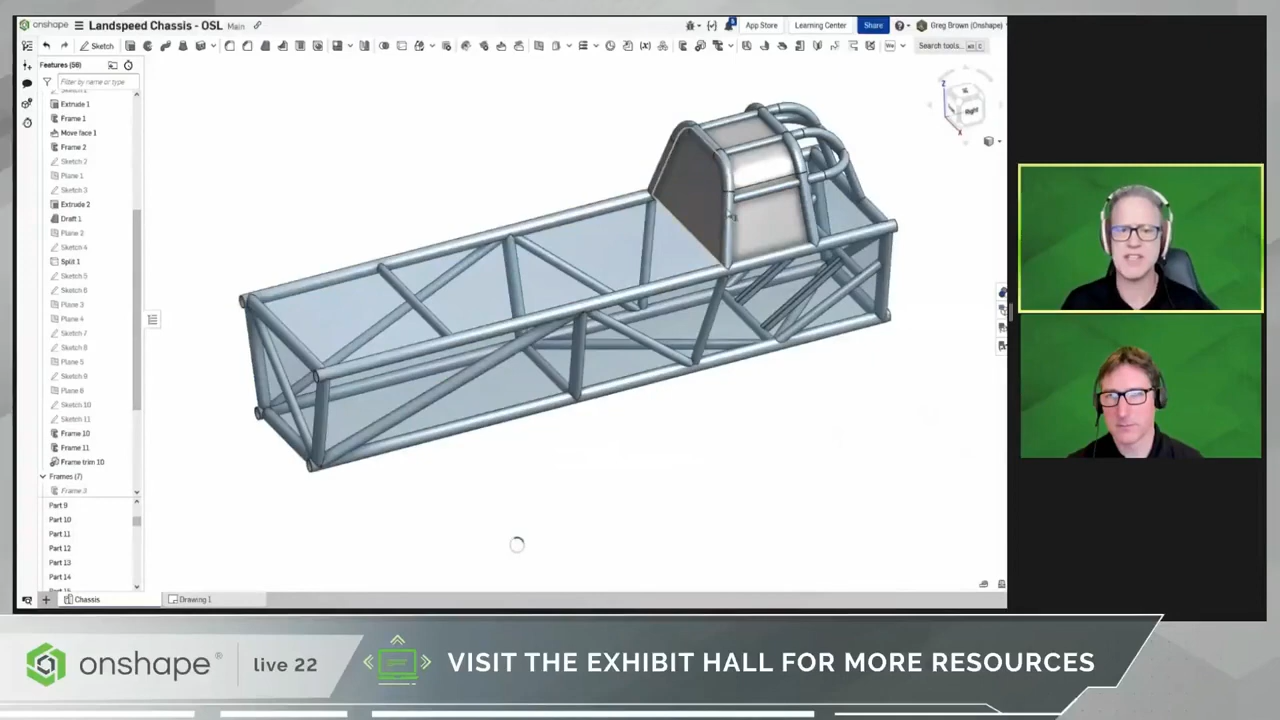 onshape
Landspeed Chassis - OSL Main
App Store
Learning Center
Share
Greg Brown (Onshape)
Sketch
Search tools...
Features (58)
Filter by name or type
Extrude 1
Frame 1
Move face 1
Frame 2
Sketch 2
Plane 1
Sketch 3
Extrude 2
Draft 1
Plane 2
Sketch 4
Split 1
Sketch 5
Sketch 6
Plane 3
Plane 4
Sketch 7
Sketch 8
Plane 5
Sketch 9
Plane 6
Sketch 10
Sketch 11
Frame 10
Frame 11
Frame trim 10
Frames (7)
Frame 3
Part 9
Part 10
Part 11
Part 12
Part 13
Part 14
Z
Right
X
Chassis
Drawing 1
onshape®
live 22
VISIT THE EXHIBIT HALL FOR MORE RESOURCES